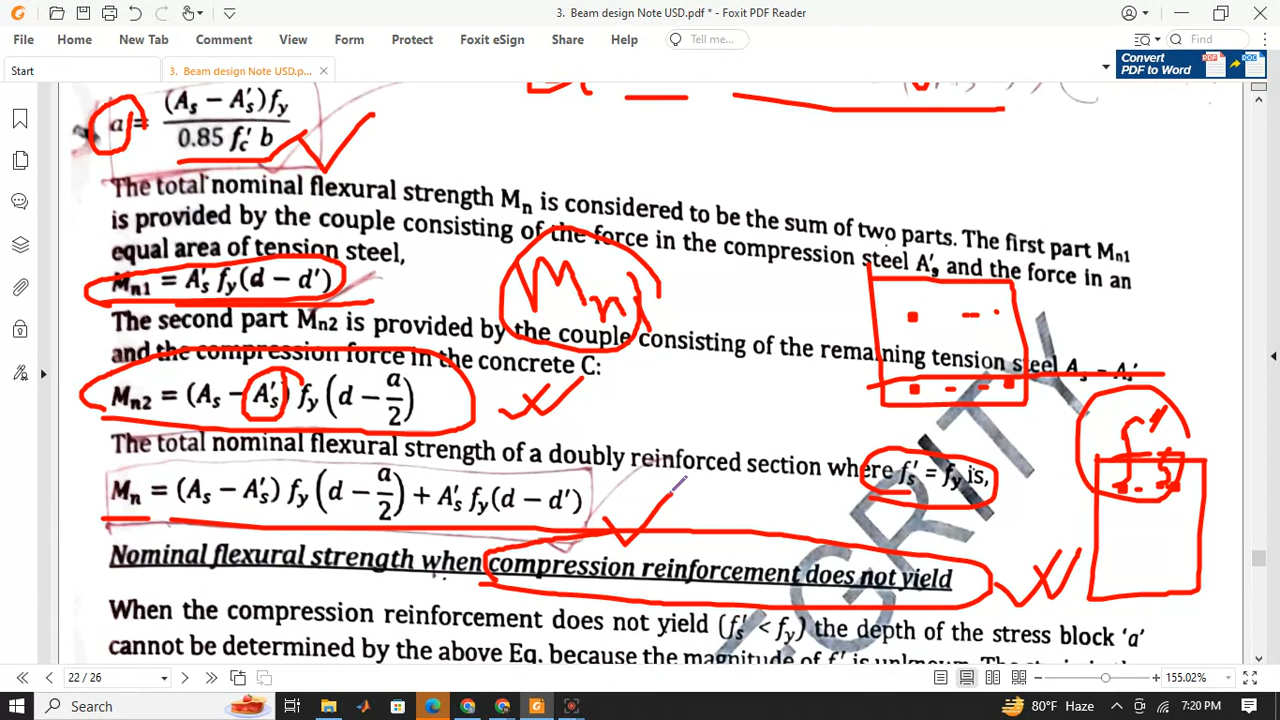 3. Beam design Note USD.pdf * - Foxit PDF Reader
File Home New Tab Comment View Form Protect Foxit eSign Share Help Tell me... Find
Start 3. Beam design Note USD.p... Convert PDF to Word
a = (As − A's)fy / 0.85 f'c b
The total nominal flexural strength Mn is considered to be the sum of two parts. The first part Mn1
is provided by the couple consisting of the force in the compression steel A's and the force in an
equal area of tension steel,
Mn1 = A's fy(d − d')
Mn
The second part Mn2 is provided by the couple consisting of the remaining tension steel As − A's
and the compression force in the concrete C:
Mn2 = (As − A's) fy (d − a/2)
The total nominal flexural strength of a doubly reinforced section where f's = fy is,
Mn = (As − A's) fy (d − a/2) + A's fy(d − d')
Nominal flexural strength when compression reinforcement does not yield
When the compression reinforcement does not yield (f's < fy) the depth of the stress block 'a'
cannot be determined by the above Eq. because the magnitude of f' is unknown.
22 / 26 155.02%
Search 80°F Haze 7:20 PM